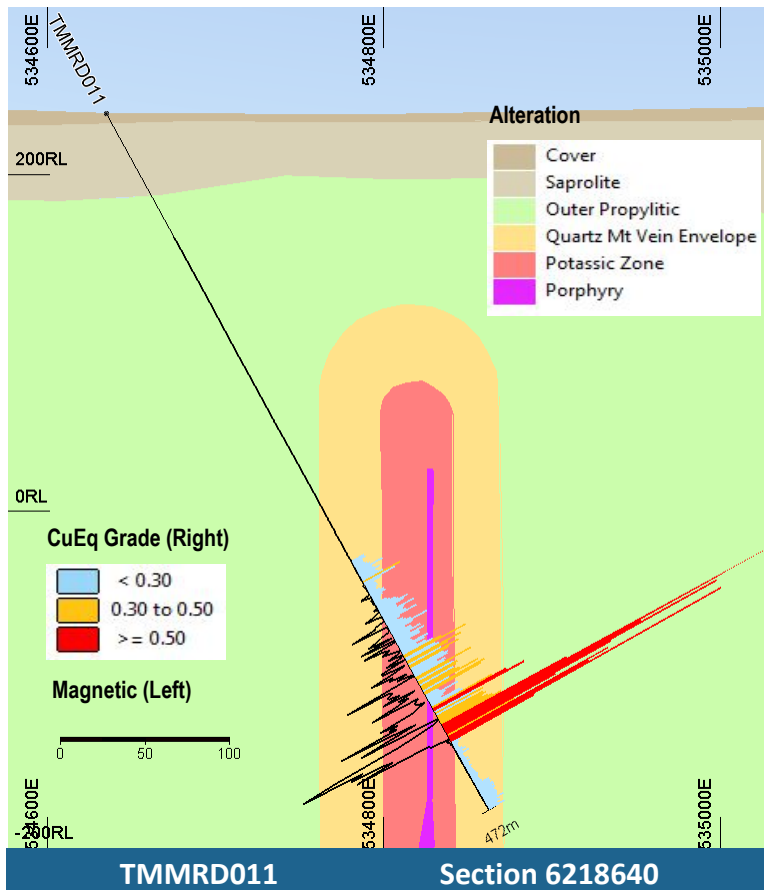 534600E
534800E
535000E
TMMRD011
Alteration
Cover
Saprolite
Outer Propylitic
Quartz Mt Vein Envelope
Potassic Zone
Porphyry
200RL
0RL
CuEq Grade (Right)
< 0.30
0.30 to 0.50
>= 0.50
Magnetic (Left)
0 50 100
472m
-200RL
534600E
534800E
535000E
TMMRD011 Section 6218640